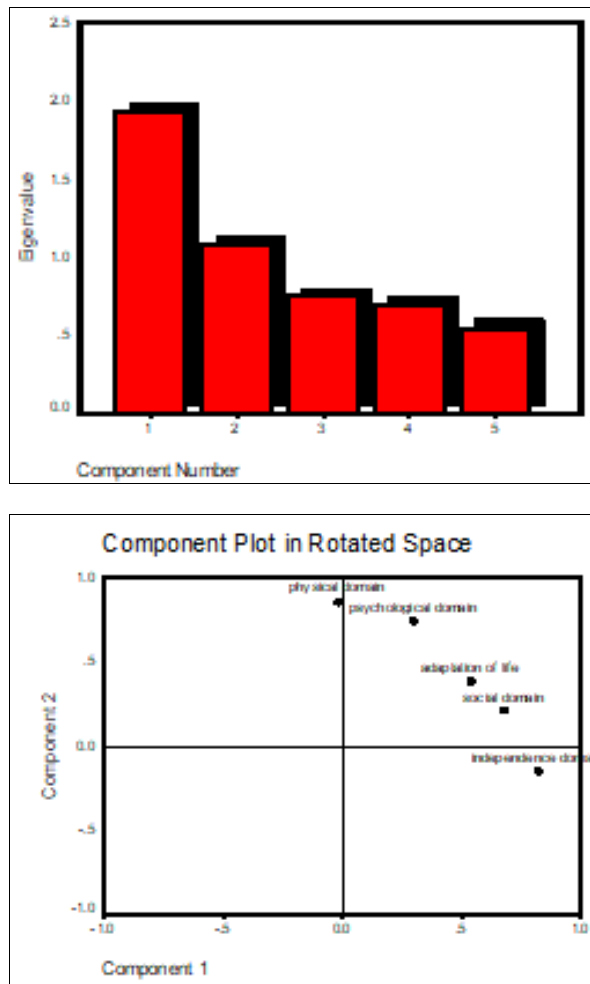 2.5
2.0
1.5
1.0
.5
0.0
Eigenvalue
1 2 3 4 5
Component Number
Component Plot in Rotated Space
1.0
physical domain
psychological domain
.5
adaptation of life
social domain
0.0
independence doma
Component 2
-.5
-1.0
-1.0 -.5 0.0 .5 1.0
Component 1